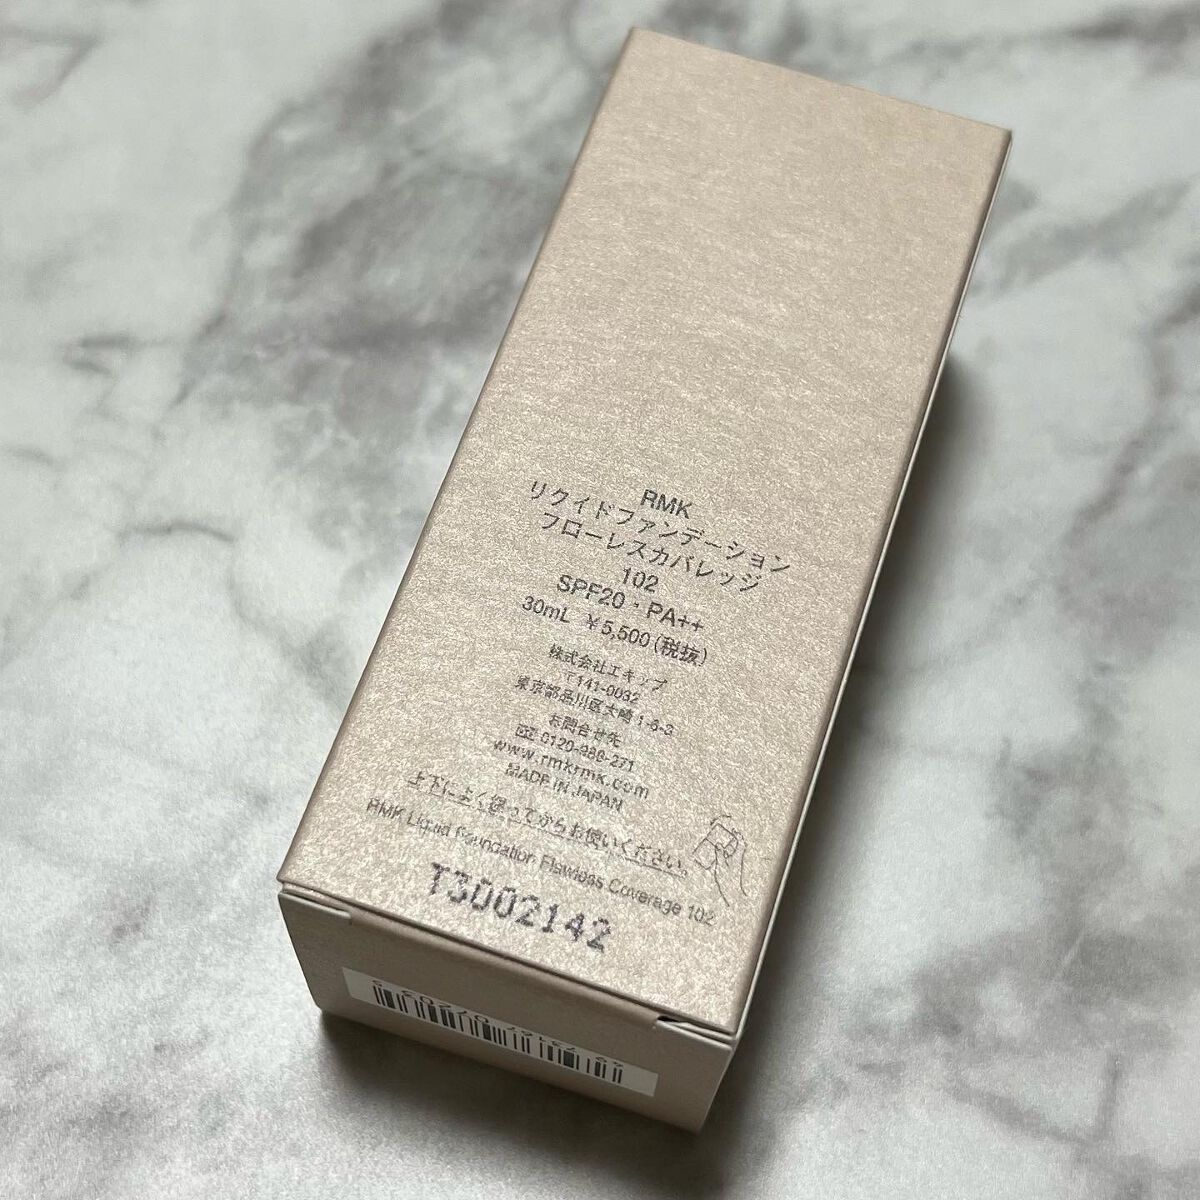 RMK
リクイドファンデーション
フローレスカバレッジ
102
SPF20・PA++
30mL ￥5,500(税抜)
株式会社エキップ
〒141-0032
東京都品川区大崎1-6-3
お問合せ先
0120-988-271
www.rmkrmk.com
MADE IN JAPAN
上下によく振ってからお使いください。
RMK Liquid Foundation Flawless Coverage 102
T3002142